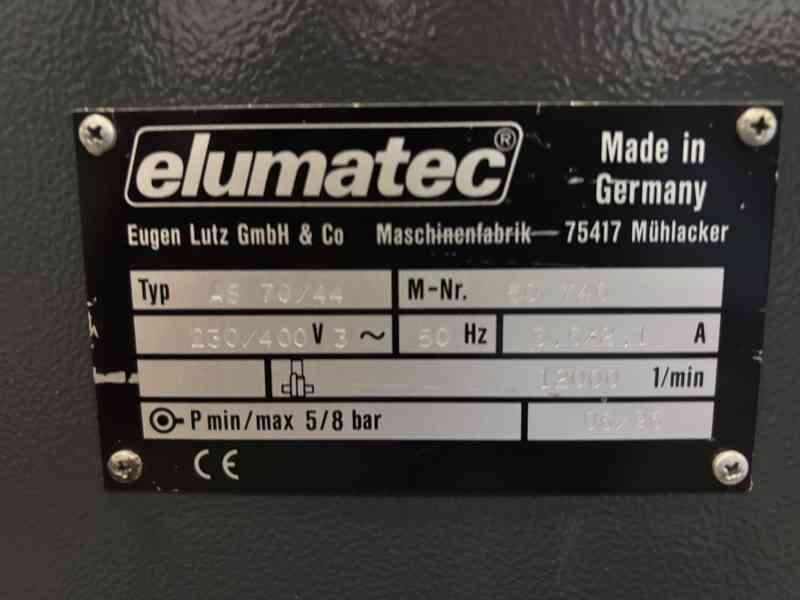 elumatec®
Made in
Germany
Eugen Lutz GmbH & Co Maschinenfabrik 75417 Mühlacker
Typ AS 70/44 M-Nr.
230/400 V 3 ~ 50 Hz A
12000 1/min
P min/max 5/8 bar
CE